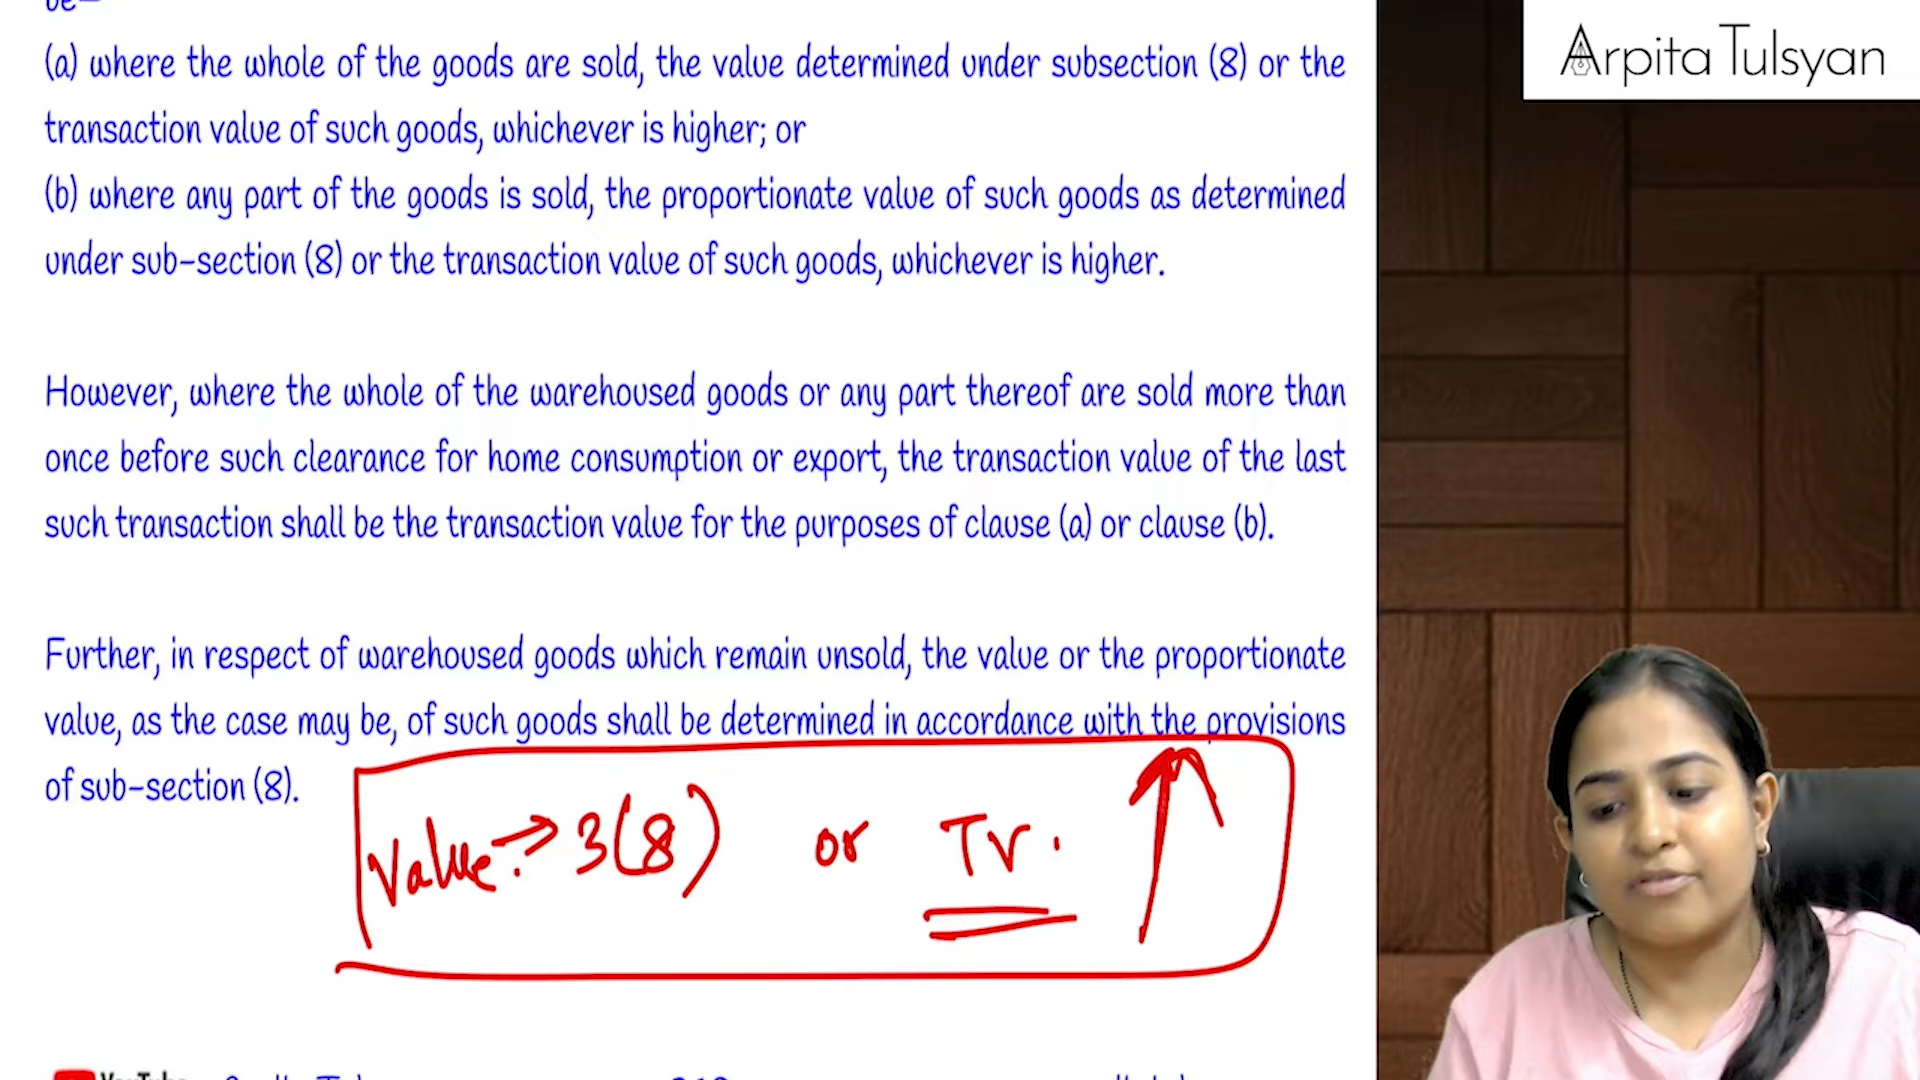 be—
Arpita Tulsyan
(a) where the whole of the goods are sold, the value determined under subsection (8) or the
transaction value of such goods, whichever is higher; or
(b) where any part of the goods is sold, the proportionate value of such goods as determined
under sub-section (8) or the transaction value of such goods, whichever is higher.
However, where the whole of the warehoused goods or any part thereof are sold more than
once before such clearance for home consumption or export, the transaction value of the last
such transaction shall be the transaction value for the purposes of clause (a) or clause (b).
Further, in respect of warehoused goods which remain unsold, the value or the proportionate
value, as the case may be, of such goods shall be determined in accordance with the provisions
of sub-section (8).
Value:→ 3(8) or TV.
YouTube